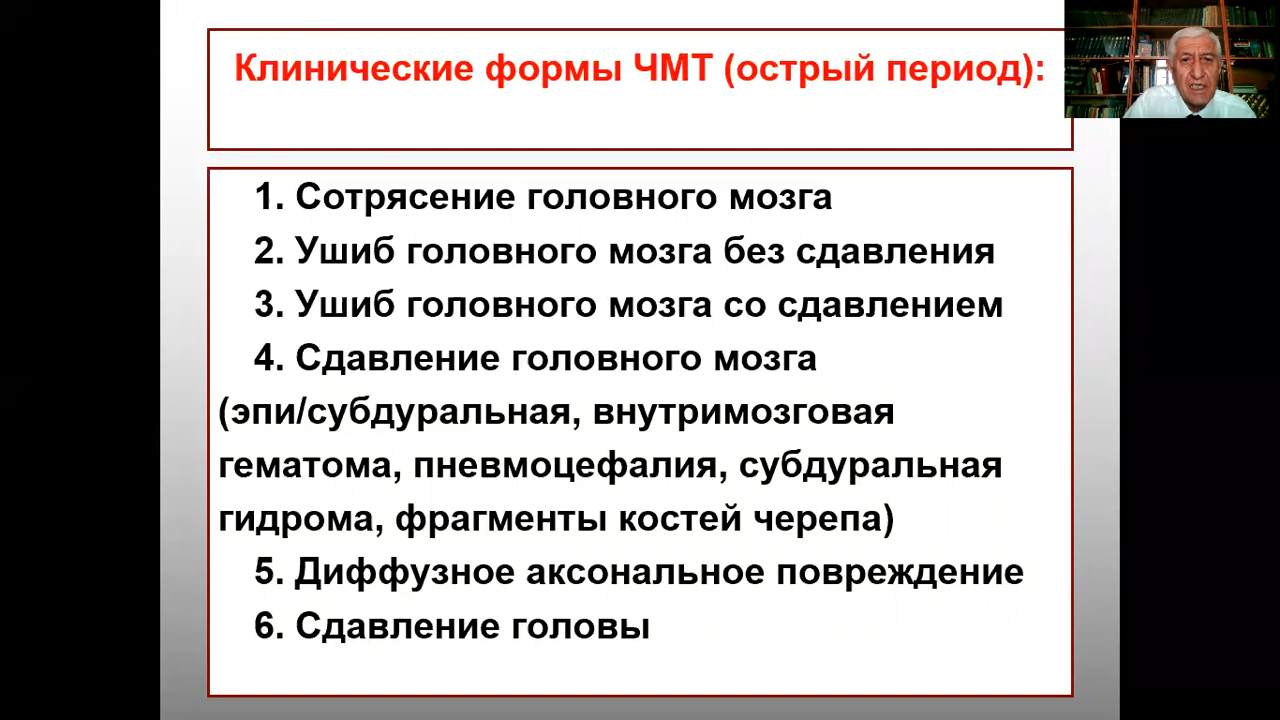 Клинические формы ЧМТ (острый период):
1. Сотрясение головного мозга
2. Ушиб головного мозга без сдавления
3. Ушиб головного мозга со сдавлением
4. Сдавление головного мозга
(эпи/субдуральная, внутримозговая
гематома, пневмоцефалия, субдуральная
гидрома, фрагменты костей черепа)
5. Диффузное аксональное повреждение
6. Сдавление головы